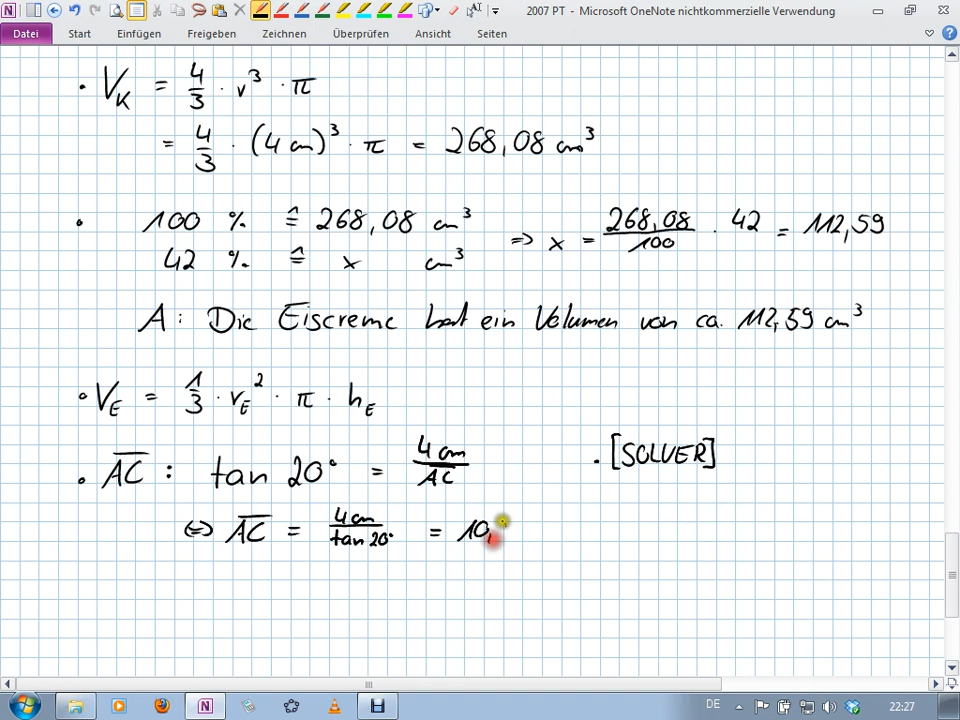 2007 PT - Microsoft OneNote nichtkommerzielle Verwendung
Datei Start Einfügen Freigeben Zeichnen Überprüfen Ansicht Seiten
• V_K = 4/3 · r³ · π
= 4/3 · (4 cm)³ · π = 268,08 cm³
• 100 % ≙ 268,08 cm³ => x = 268,08/100 · 42 = 112,59
42 % ≙ x cm³
A: Die Eiscreme hat ein Volumen von ca. 112,59 cm³
• V_E = 1/3 · r_E² · π · h_E
• A̅C̅ : tan 20° = 4 cm/A̅C̅ • [SOLVER]
<=> A̅C̅ = 4 cm/tan 20° = 10,
DE 22:27